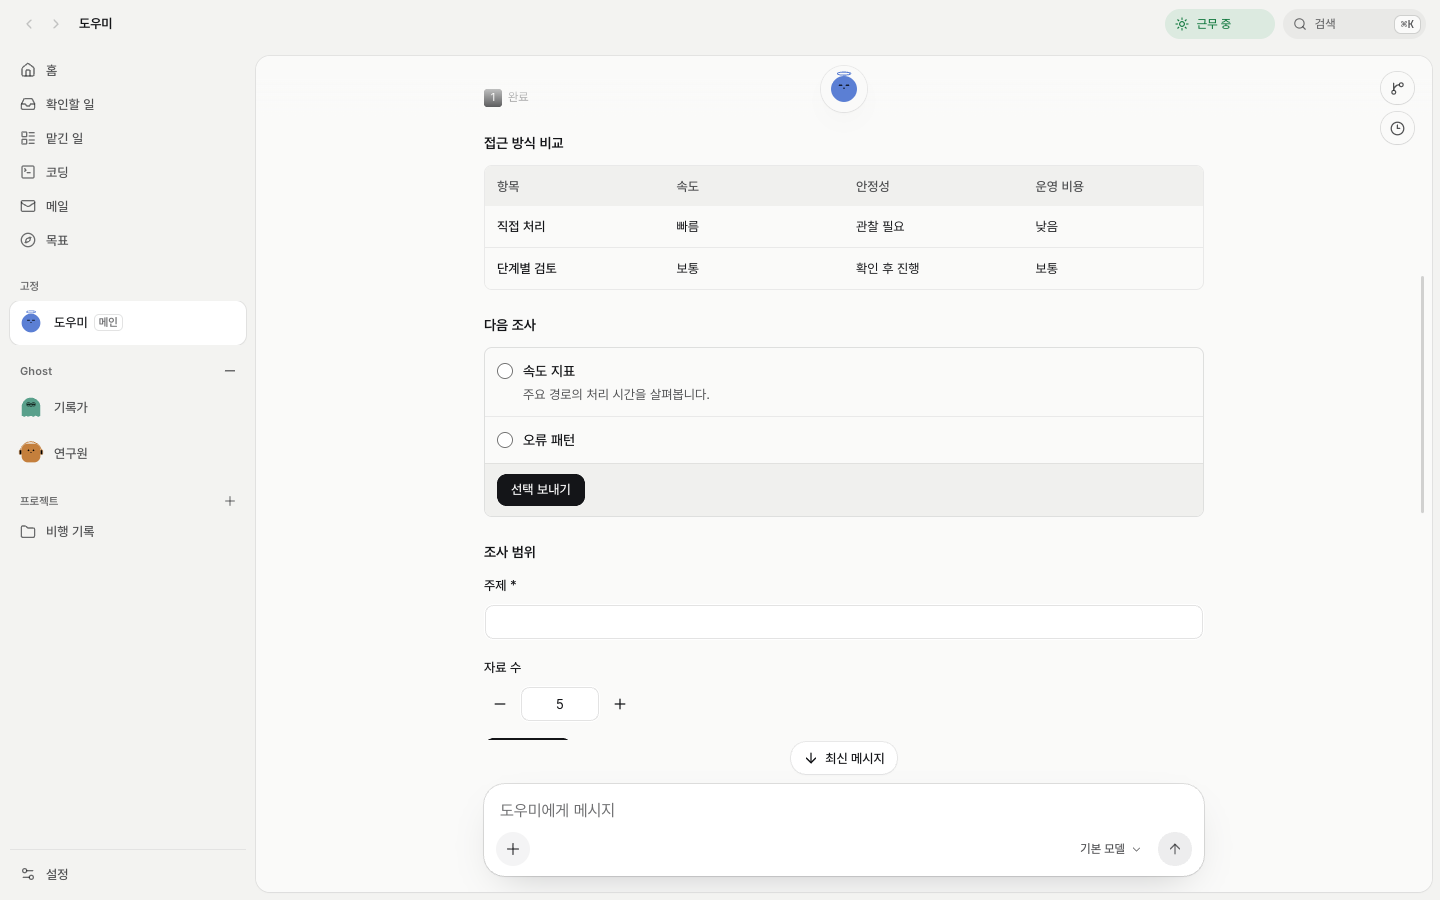 도우미
근무 중
검색
⌘K
홈
확인할 일
맡긴 일
코딩
메일
목표
고정
도우미 메인
Ghost
기록가
연구원
프로젝트
비행 기록
설정
1 완료
접근 방식 비교
항목 속도 안정성 운영 비용
직접 처리 빠름 관찰 필요 낮음
단계별 검토 보통 확인 후 진행 보통
다음 조사
속도 지표
주요 경로의 처리 시간을 살펴봅니다.
오류 패턴
선택 보내기
조사 범위
주제 *
자료 수
5
최신 메시지
도우미에게 메시지
기본 모델